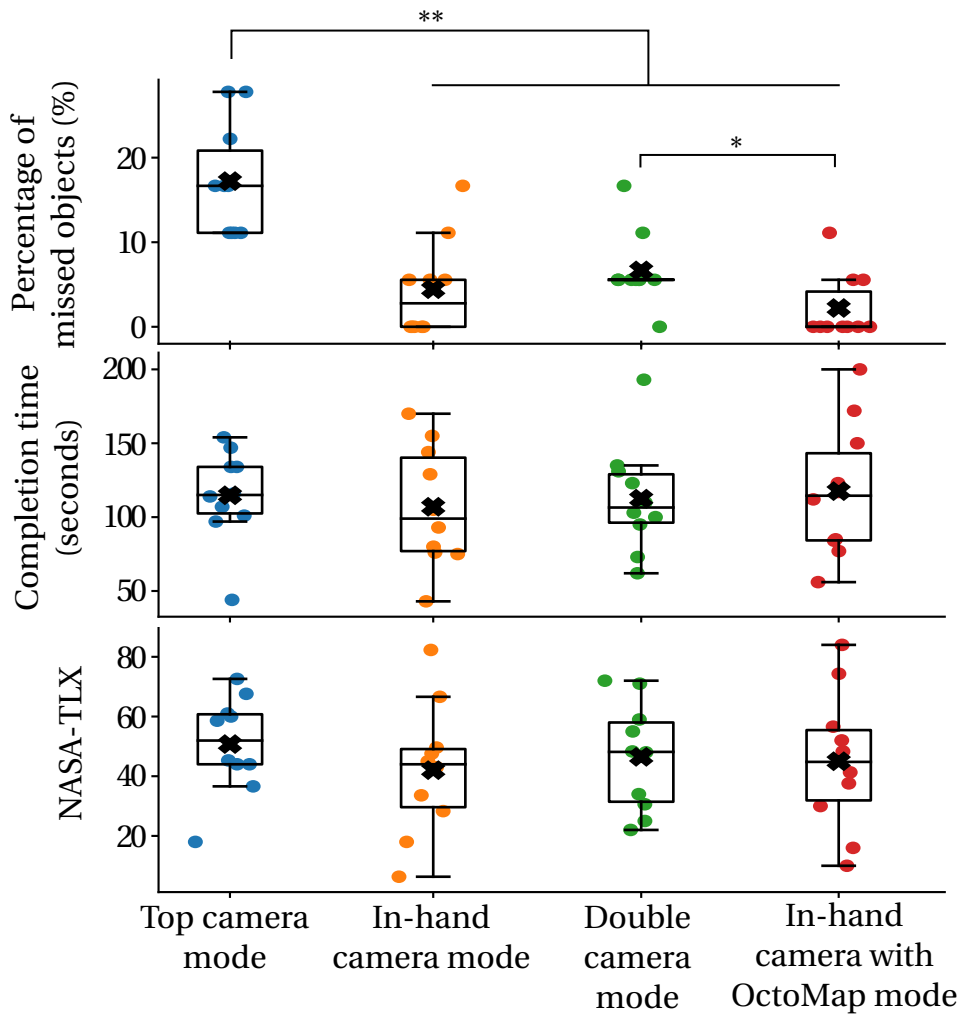 **
Percentage of
missed objects (%)
20
10
0
*
Completion time
(seconds)
200
150
100
50
NASA-TLX
80
60
40
20
Top camera
mode
In-hand
camera mode
Double
camera
mode
In-hand
camera with
OctoMap mode